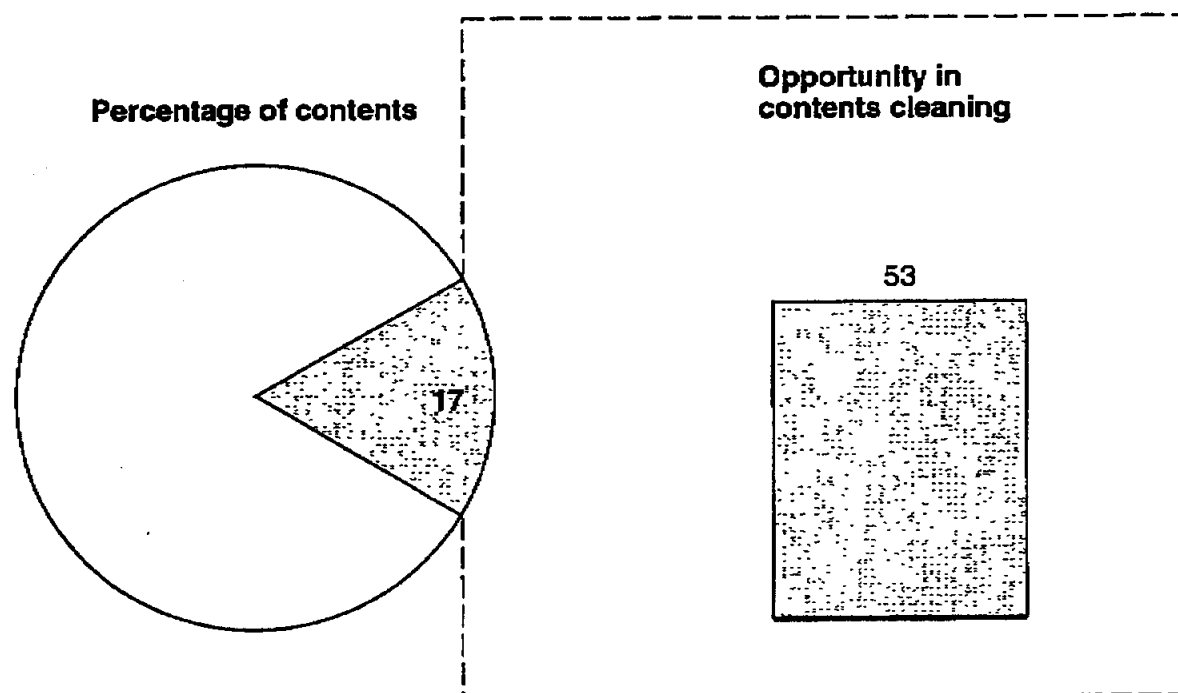 Percentage of contents
17
Opportunity in
contents cleaning
53